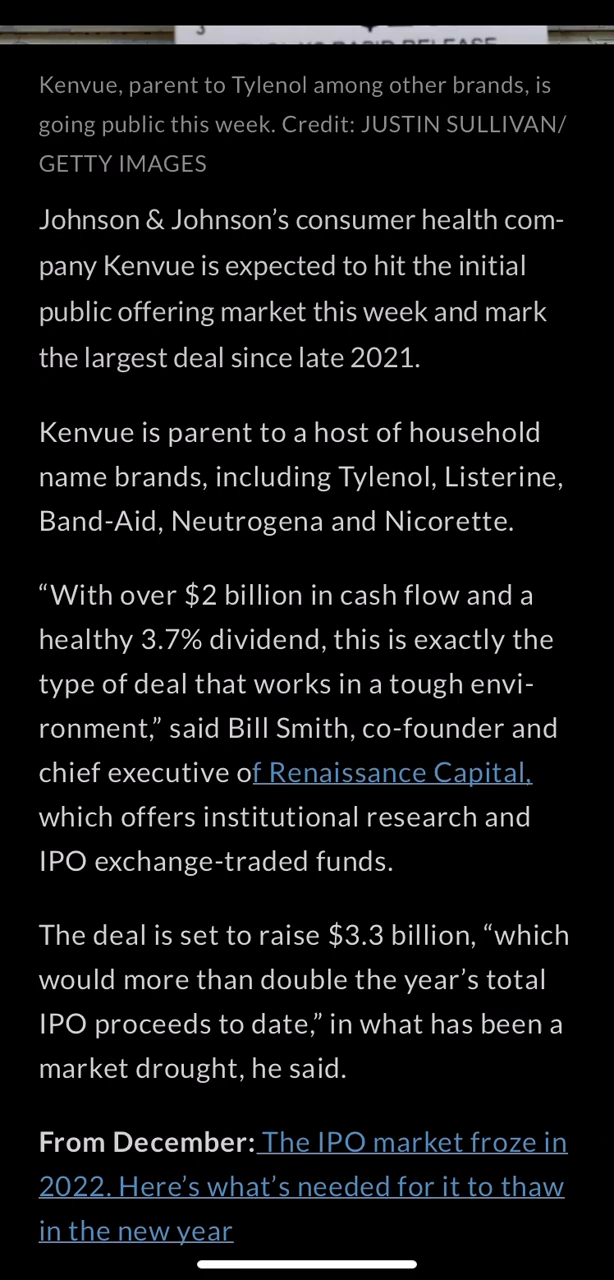 3
RAPID RELEASE
Kenvue, parent to Tylenol among other brands, is
going public this week. Credit: JUSTIN SULLIVAN/
GETTY IMAGES
Johnson & Johnson’s consumer health com-
pany Kenvue is expected to hit the initial
public offering market this week and mark
the largest deal since late 2021.
Kenvue is parent to a host of household
name brands, including Tylenol, Listerine,
Band-Aid, Neutrogena and Nicorette.
“With over $2 billion in cash flow and a
healthy 3.7% dividend, this is exactly the
type of deal that works in a tough envi-
ronment,” said Bill Smith, co-founder and
chief executive of Renaissance Capital,
which offers institutional research and
IPO exchange-traded funds.
The deal is set to raise $3.3 billion, “which
would more than double the year’s total
IPO proceeds to date,” in what has been a
market drought, he said.
From December: The IPO market froze in
2022. Here’s what’s needed for it to thaw
in the new year